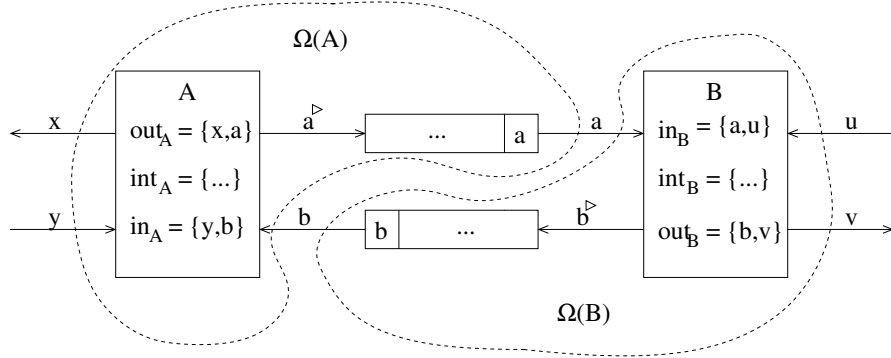 Ω(A)
A
B
x
out_A = {x,a}
a▷
...
a
a
in_B = {a,u}
u
int_A = {...}
int_B = {...}
y
in_A = {y,b}
b
b
...
b▷
out_B = {b,v}
v
Ω(B)